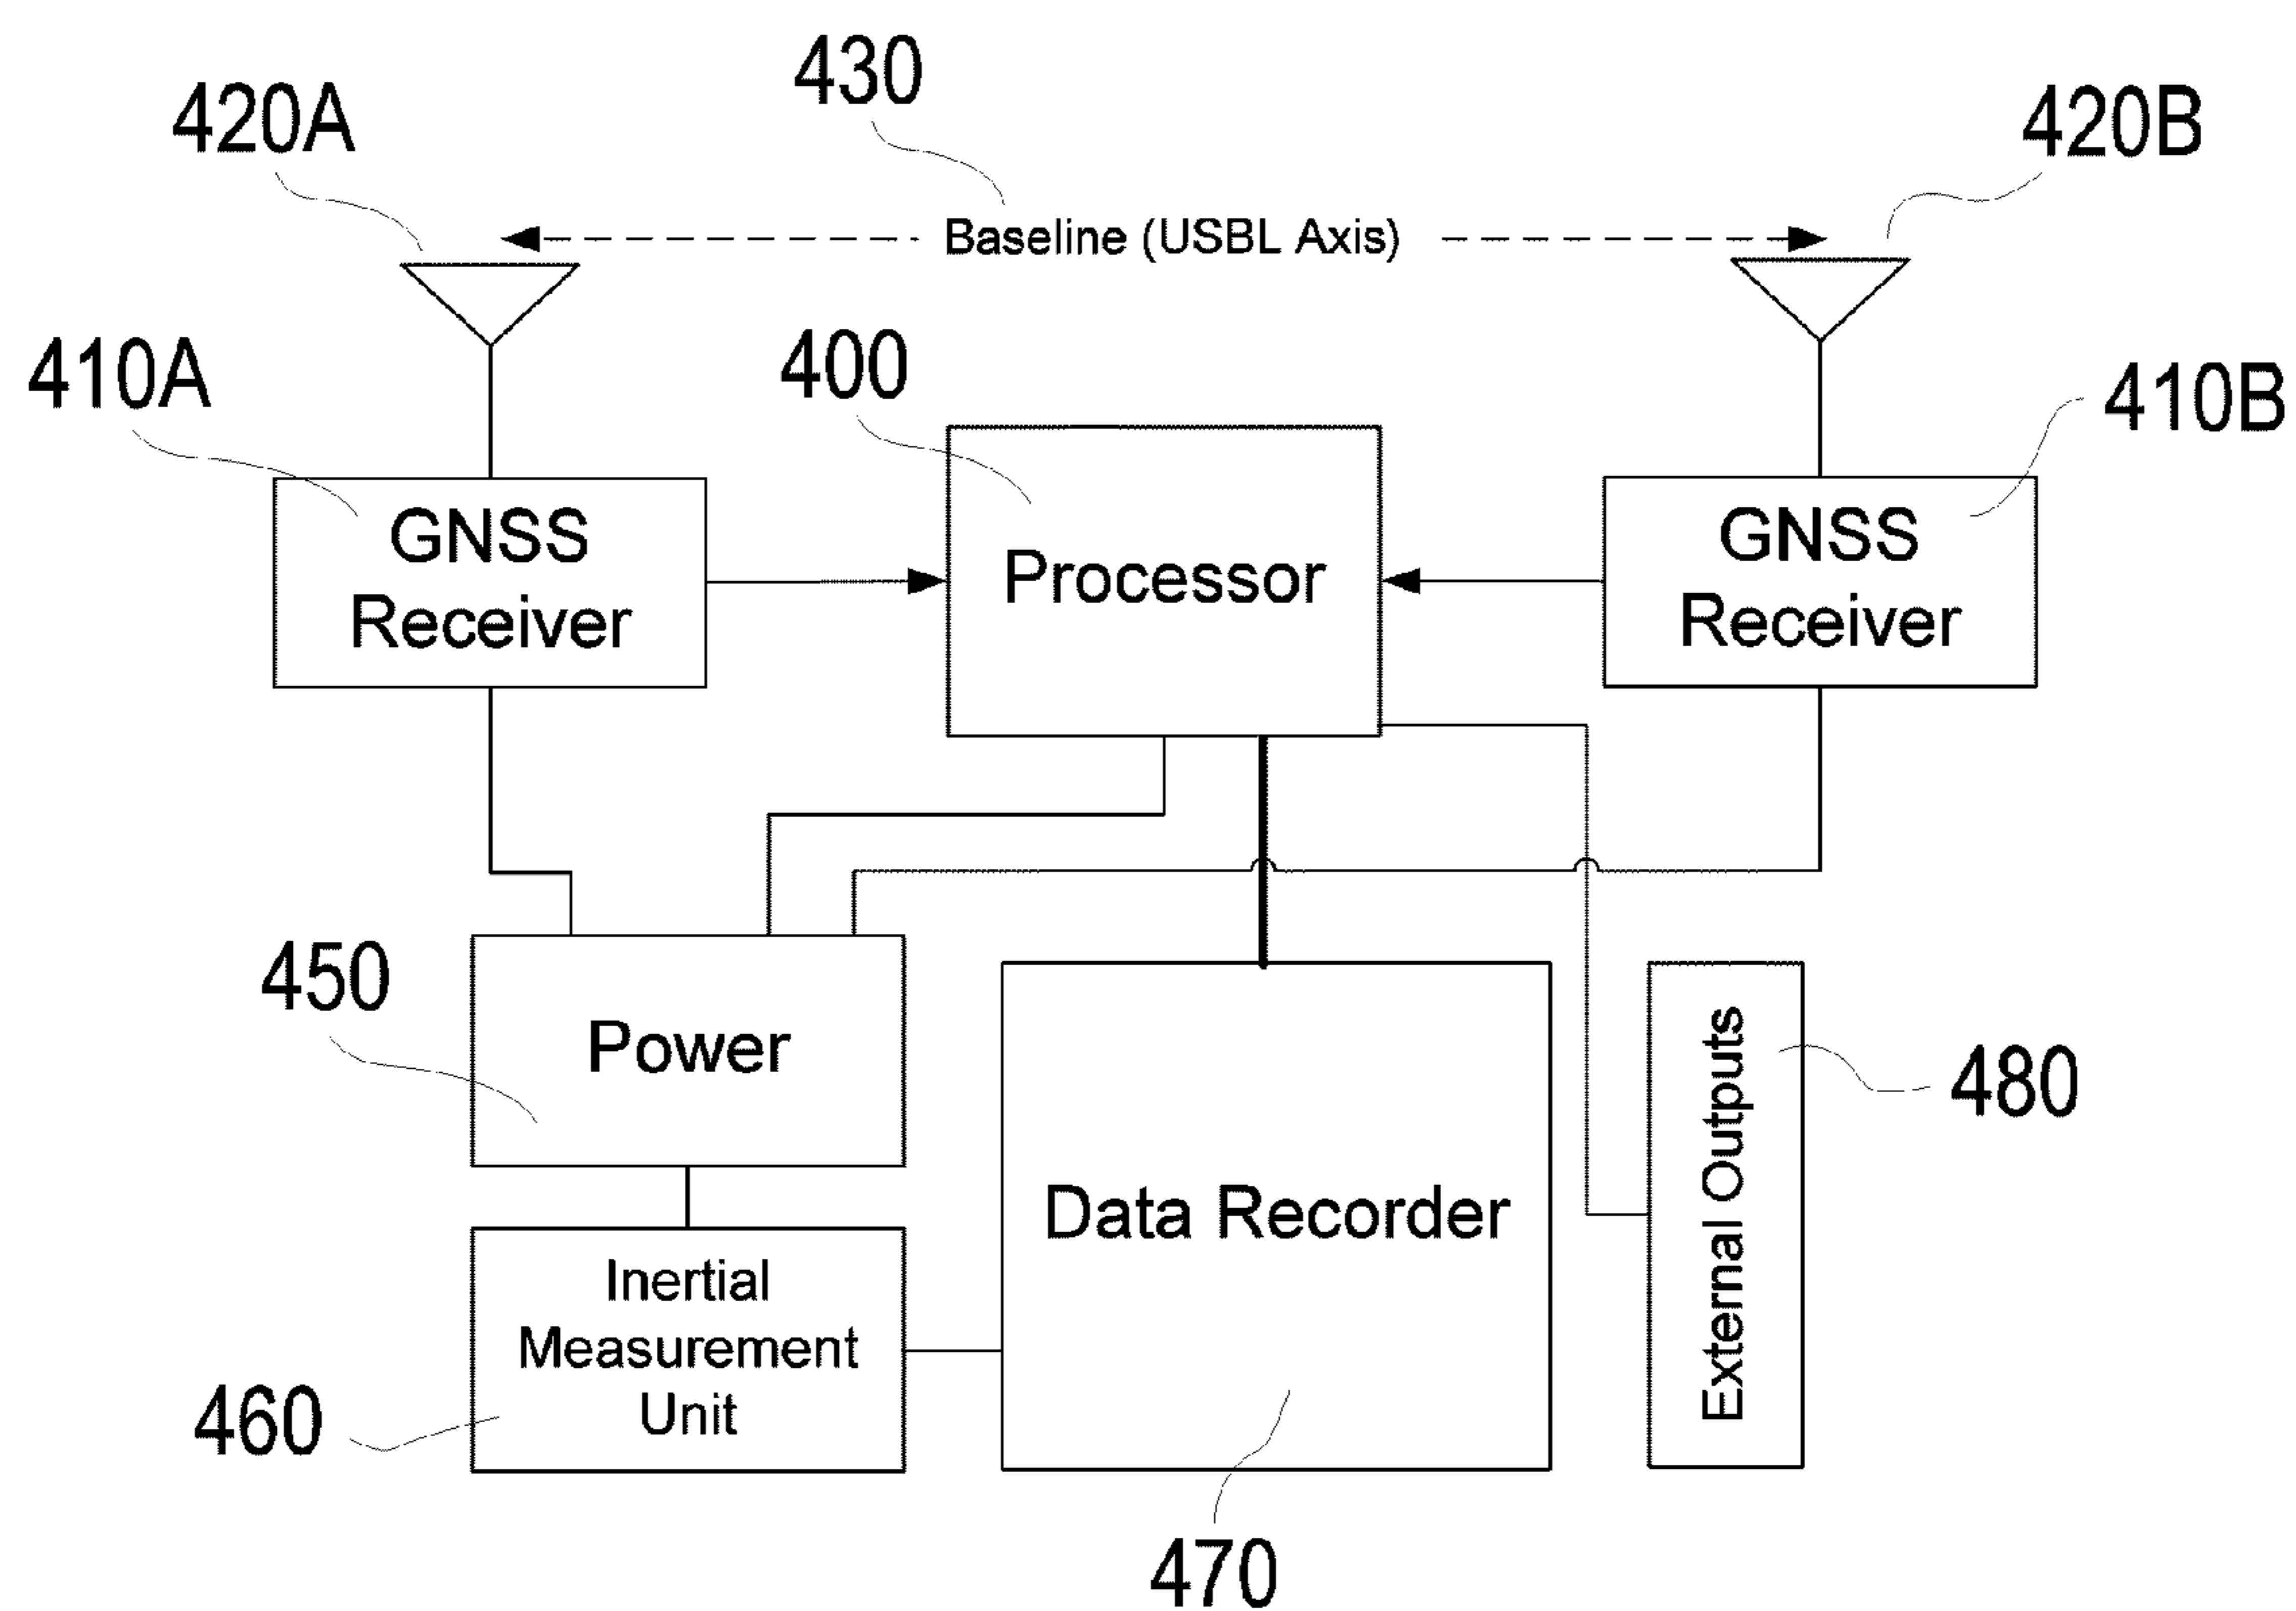 430
420A
420B
Baseline (USBL Axis)
410A
400
410B
GNSS
Receiver
Processor
GNSS
Receiver
450
Power
480
External Outputs
Data Recorder
Inertial
Measurement
Unit
460
470